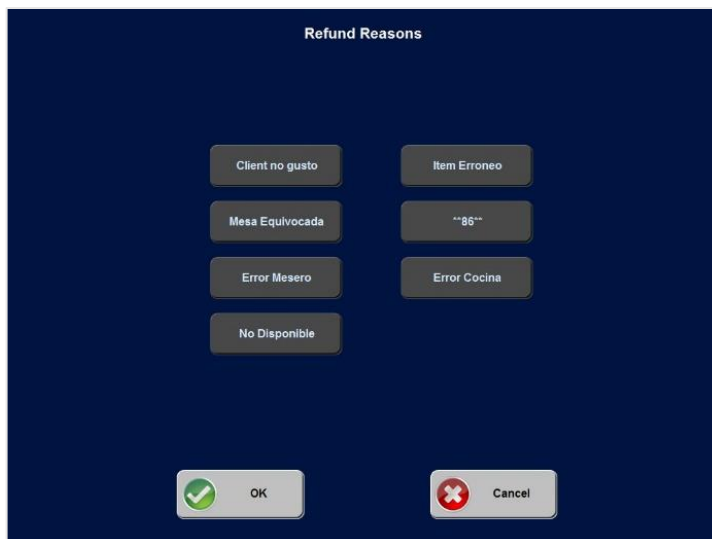 Refund Reasons
Client no gusto
Item Erroneo
Mesa Equivocada
^^86^^
Error Mesero
Error Cocina
No Disponible
OK
Cancel